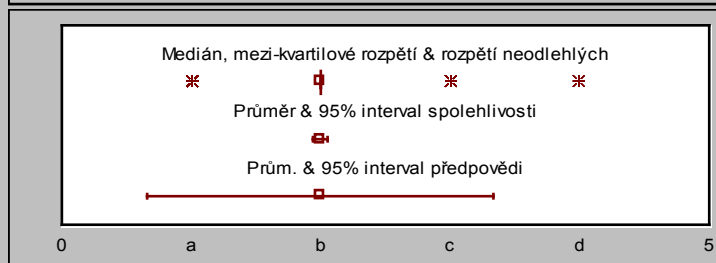 Medián, mezi-kvartilové rozpětí & rozpětí neodlehlých
Průměr & 95% interval spolehlivosti
Prům. & 95% interval předpovědi
0 a b c d 5